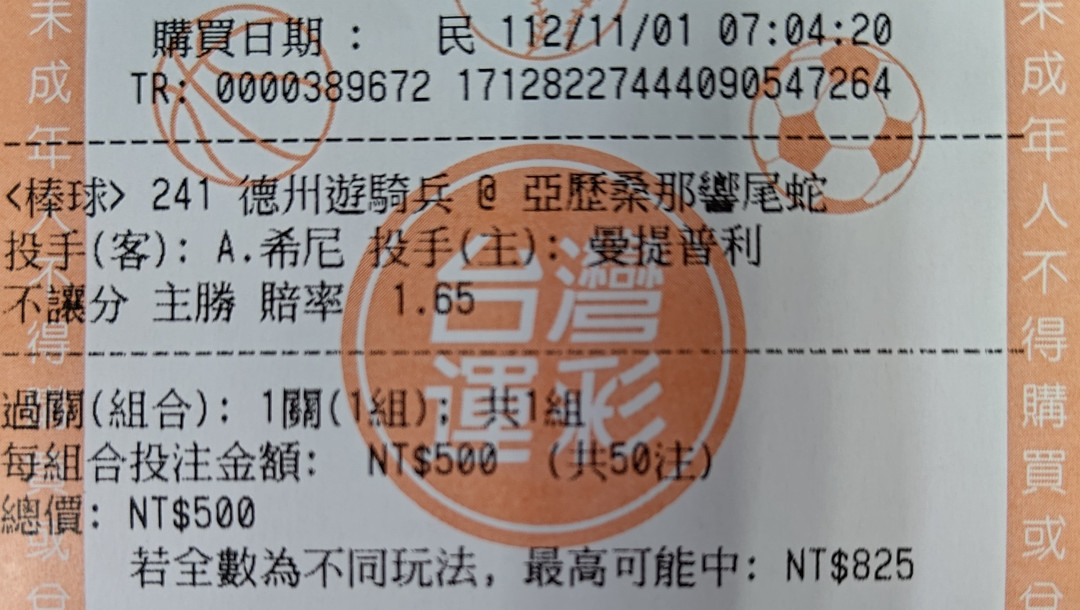 購買日期： 民 112/11/01 07:04:20
TR: 0000389672 171282274444090547264
<棒球> 241 德州遊騎兵 @ 亞歷桑那響尾蛇
投手(客): A.希尼 投手(主): 曼提普利
不讓分 主勝 賠率 1.65
過關(組合): 1關(1組); 共1組
每組合投注金額: NT$500 (共50注)
總價: NT$500
若全數為不同玩法, 最高可能中: NT$825
台灣
運彩
未成年人不得購買或
未成年人不得購買或合